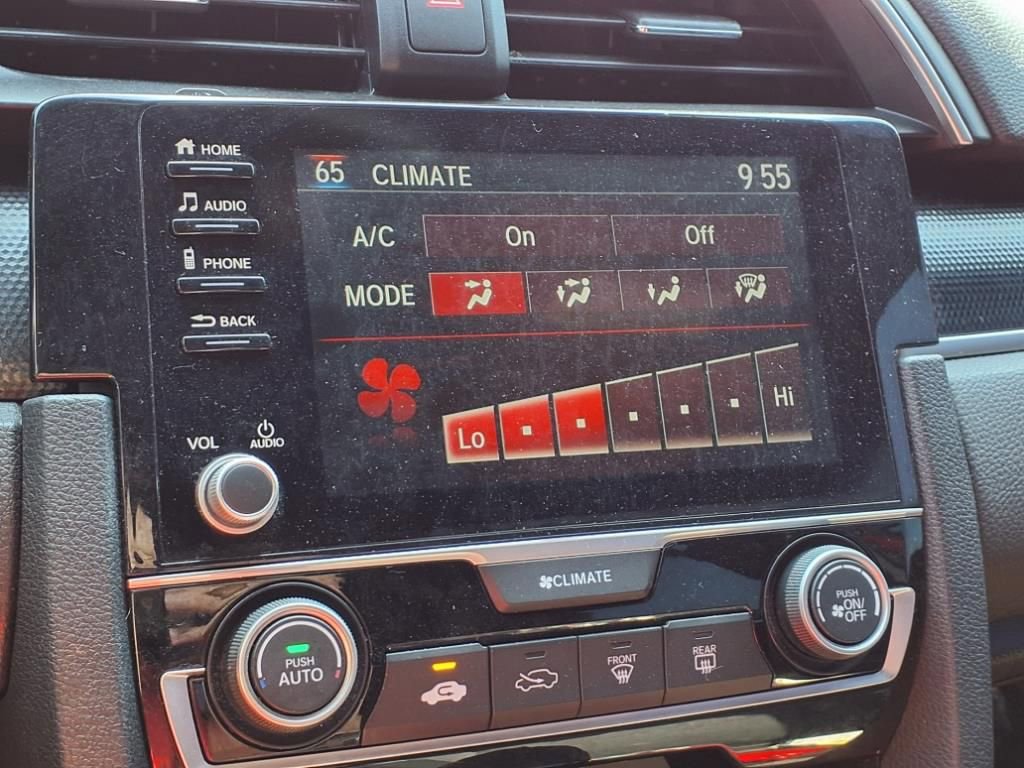 HOME
AUDIO
PHONE
BACK
VOL
AUDIO
65 CLIMATE 9 55
A/C On Off
MODE
Lo Hi
CLIMATE
PUSH
AUTO
FRONT
REAR
PUSH
ON/
OFF